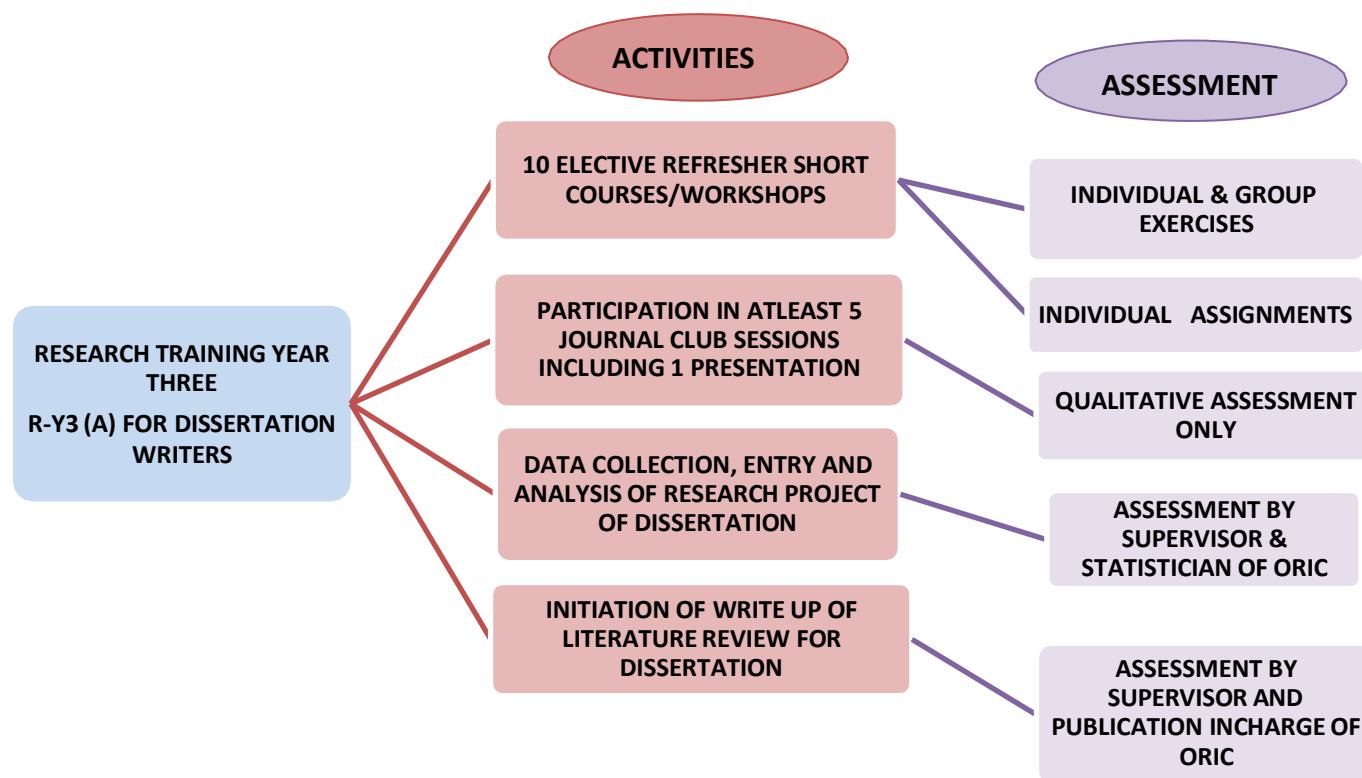 ACTIVITIES
ASSESSMENT
10 ELECTIVE REFRESHER SHORT
COURSES/WORKSHOPS
INDIVIDUAL & GROUP
EXERCISES
INDIVIDUAL ASSIGNMENTS
PARTICIPATION IN ATLEAST 5
JOURNAL CLUB SESSIONS
INCLUDING 1 PRESENTATION
QUALITATIVE ASSESSMENT
ONLY
RESEARCH TRAINING YEAR
THREE
R-Y3 (A) FOR DISSERTATION
WRITERS
DATA COLLECTION, ENTRY AND
ANALYSIS OF RESEARCH PROJECT
OF DISSERTATION
ASSESSMENT BY
SUPERVISOR &
STATISTICIAN OF ORIC
INITIATION OF WRITE UP OF
LITERATURE REVIEW FOR
DISSERTATION
ASSESSMENT BY
SUPERVISOR AND
PUBLICATION INCHARGE OF
ORIC